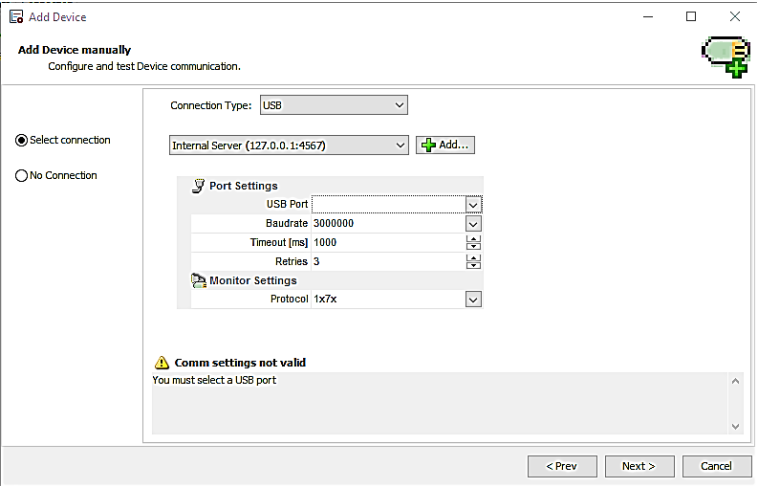 Add Device
Add Device manually
Configure and test Device communication.
Connection Type: USB
Select connection
Internal Server (127.0.0.1:4567) Add...
No Connection
Port Settings
USB Port
Baudrate 3000000
Timeout [ms] 1000
Retries 3
Monitor Settings
Protocol 1x7x
Comm settings not valid
You must select a USB port
< Prev Next > Cancel